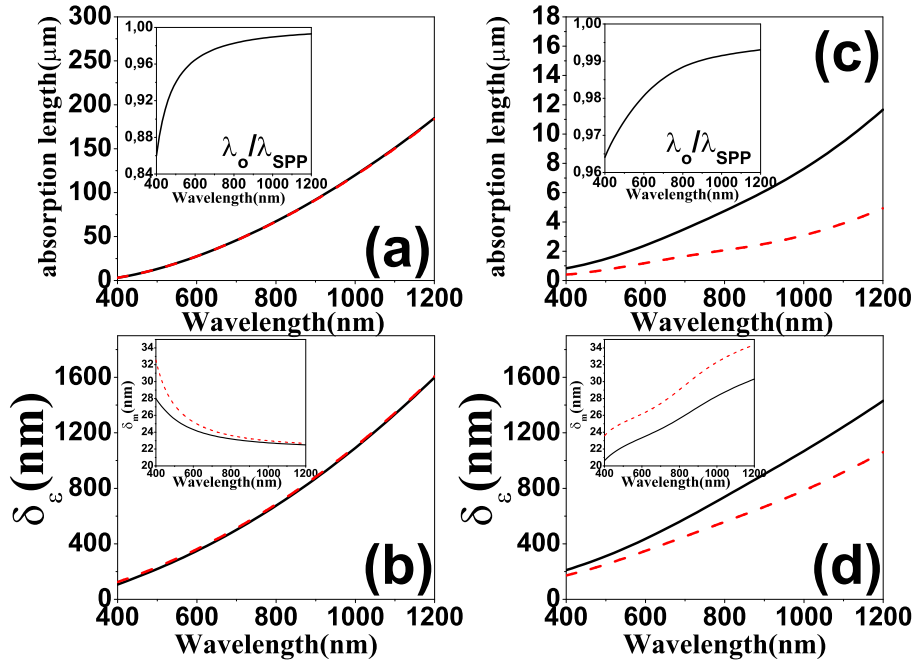 absorption length(μm)
300
250
200
150
100
50
0
400 600 800 1000 1200
Wavelength(nm)
(a)
1,00
0,96
0,92
0,88
0,84
400 600 800 1000 1200
Wavelength(nm)
λo/λSPP
absorption length(μm)
18
16
14
12
10
8
6
4
2
0
400 600 800 1000 1200
Wavelength(nm)
(c)
1,00
0,99
0,98
0,97
0,96
400 600 800 1000 1200
Wavelength(nm)
λo/λSPP
δε (nm)
1600
1200
800
400
0
400 600 800 1000 1200
Wavelength(nm)
(b)
δm(nm)
34
32
30
28
26
24
22
20
400 600 800 1000 1200
Wavelength(nm)
δε (nm)
1600
1200
800
400
0
400 600 800 1000 1200
Wavelength(nm)
(d)
δm(nm)
34
32
30
28
26
24
22
20
400 600 800 1000 1200
Wavelength(nm)